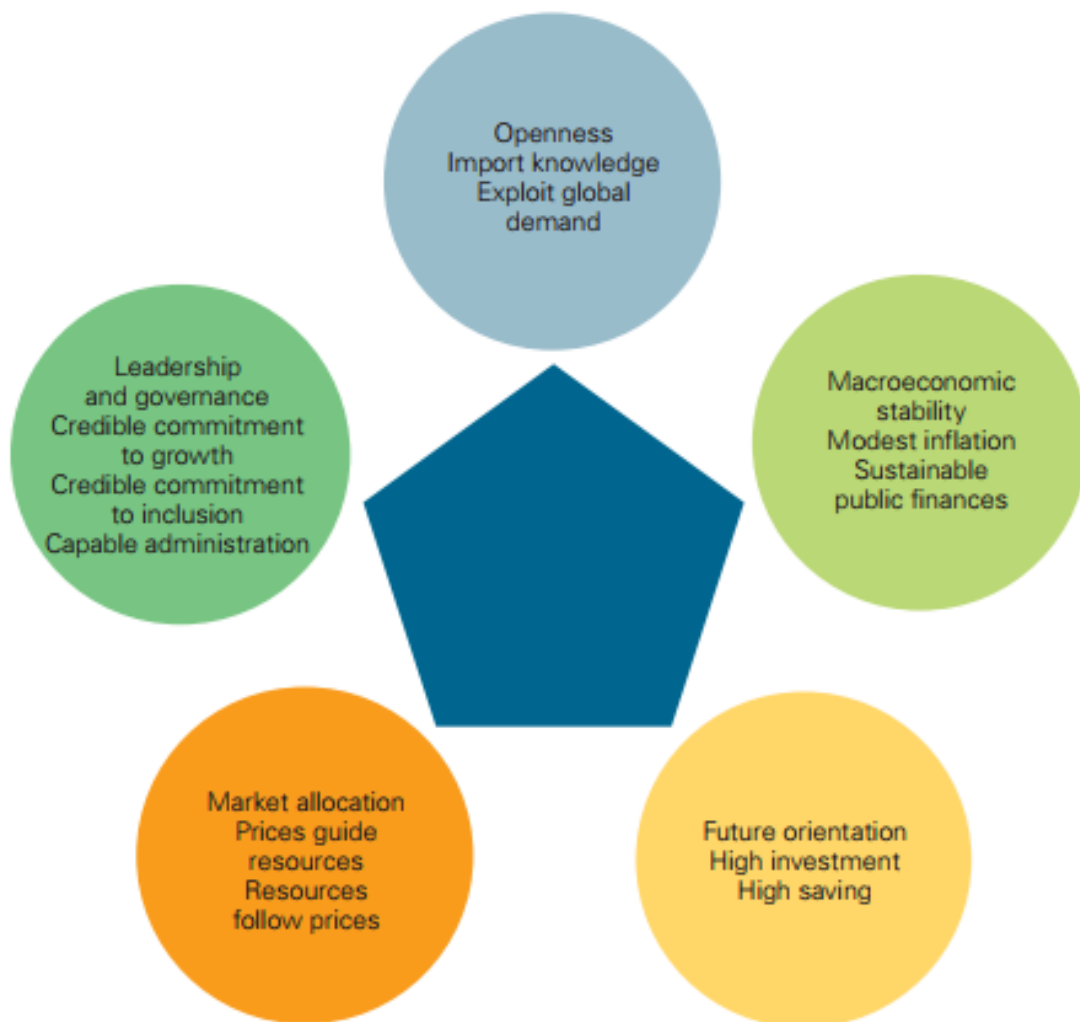 Openness
Import knowledge
Exploit global
demand
Leadership
and governance
Credible commitment
to growth
Credible commitment
to inclusion
Capable administration
Macroeconomic
stability
Modest inflation
Sustainable
public finances
Market allocation
Prices guide
resources
Resources
follow prices
Future orientation
High investment
High saving